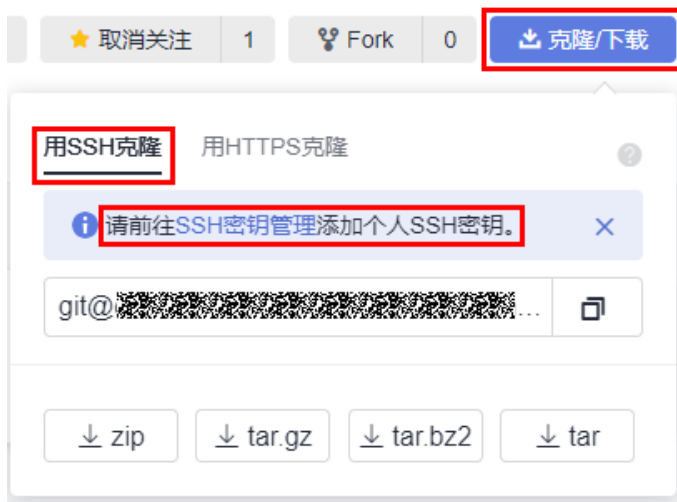 取消关注 1 Fork 0 克隆/下载
用SSH克隆 用HTTPS克隆 ?
请前往SSH密钥管理添加个人SSH密钥。
git@ ...
zip tar.gz tar.bz2 tar